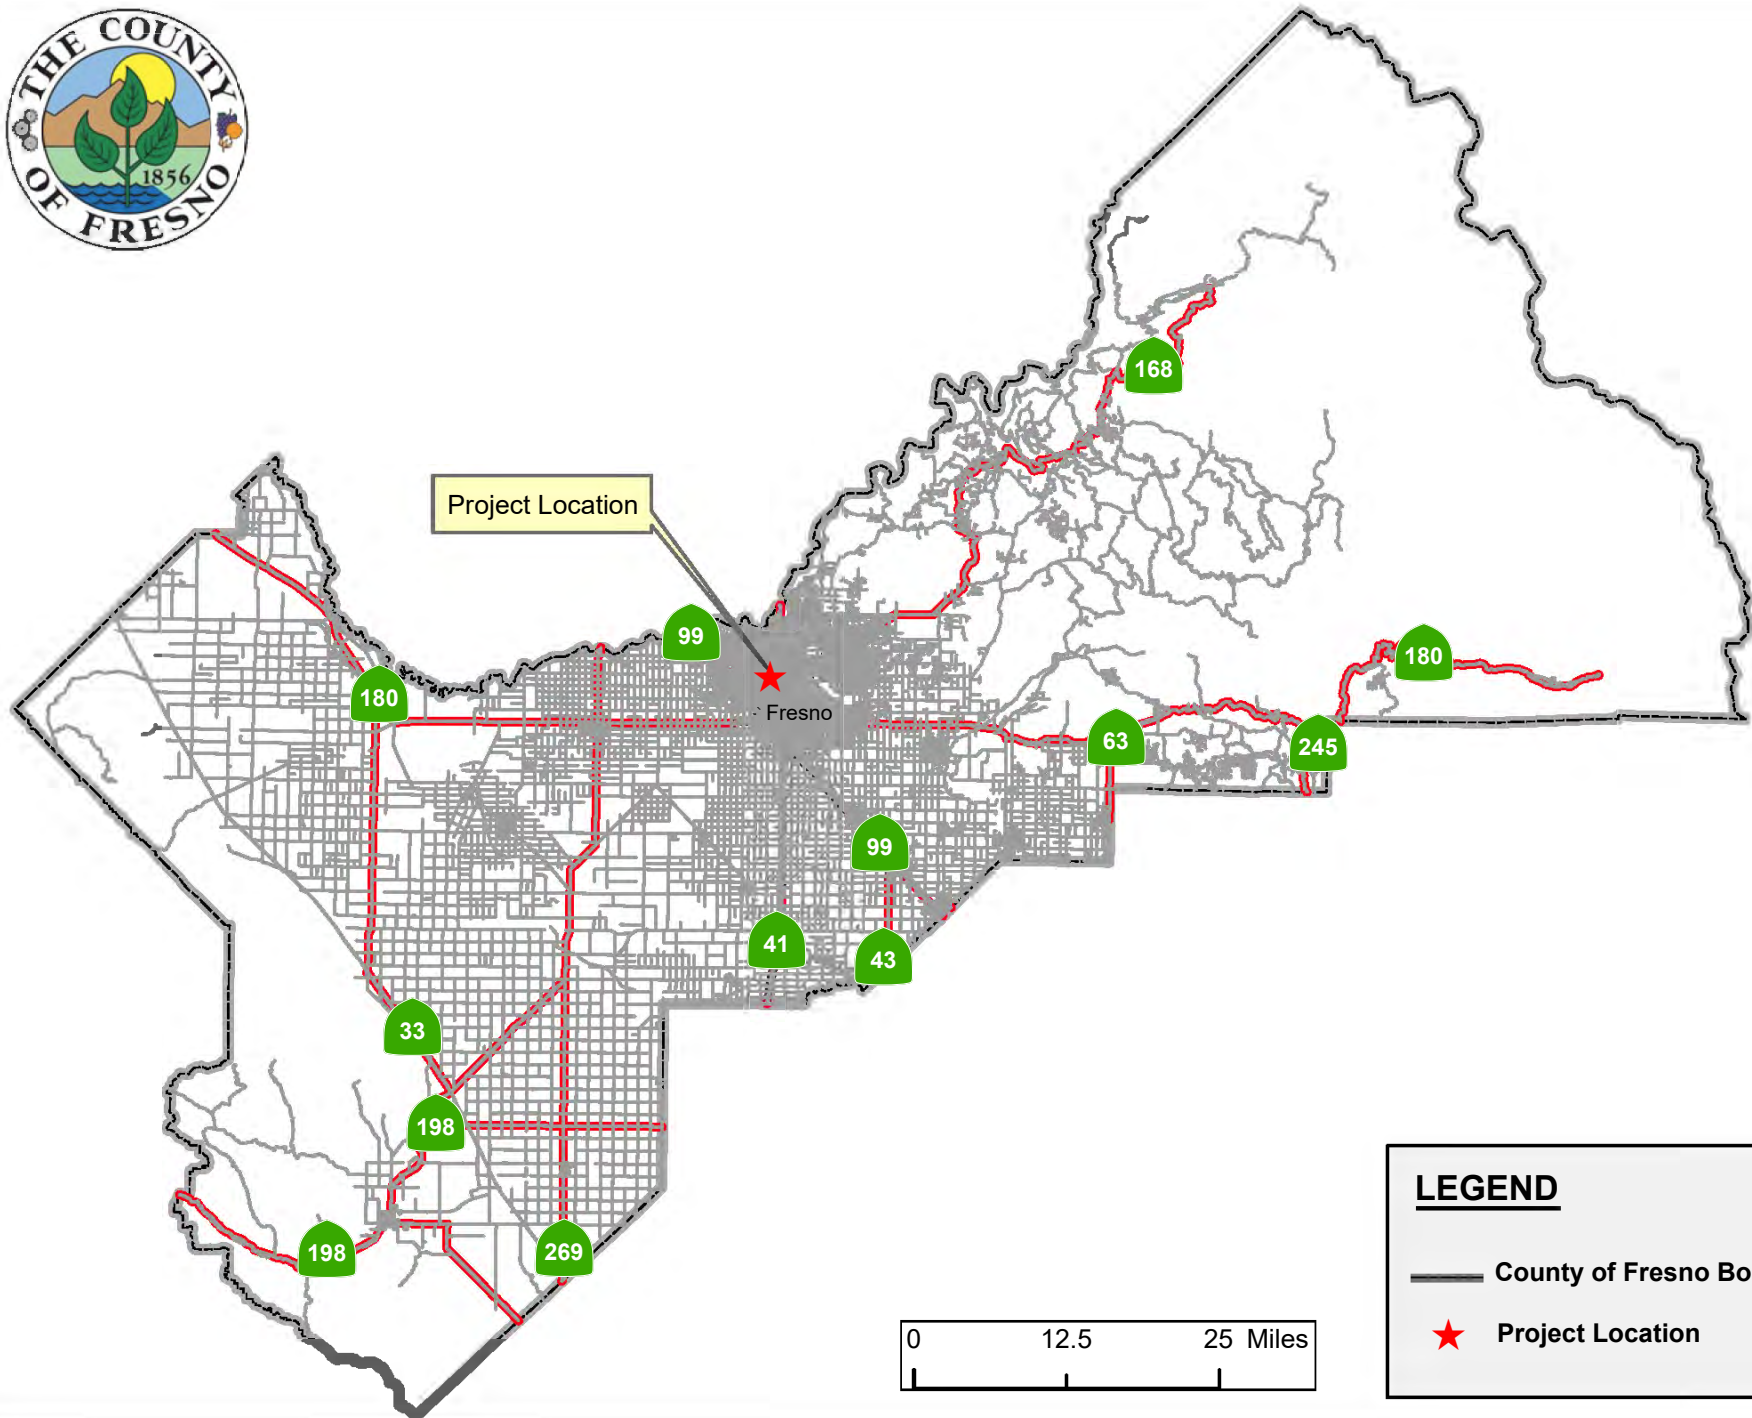 THE COUNTY
OF FRESNO
1856
168
Project Location
99
180
180
Fresno
63
245
99
41
43
33
198
198
269
LEGEND
County of Fresno Bo
Project Location
0 12.5 25 Miles